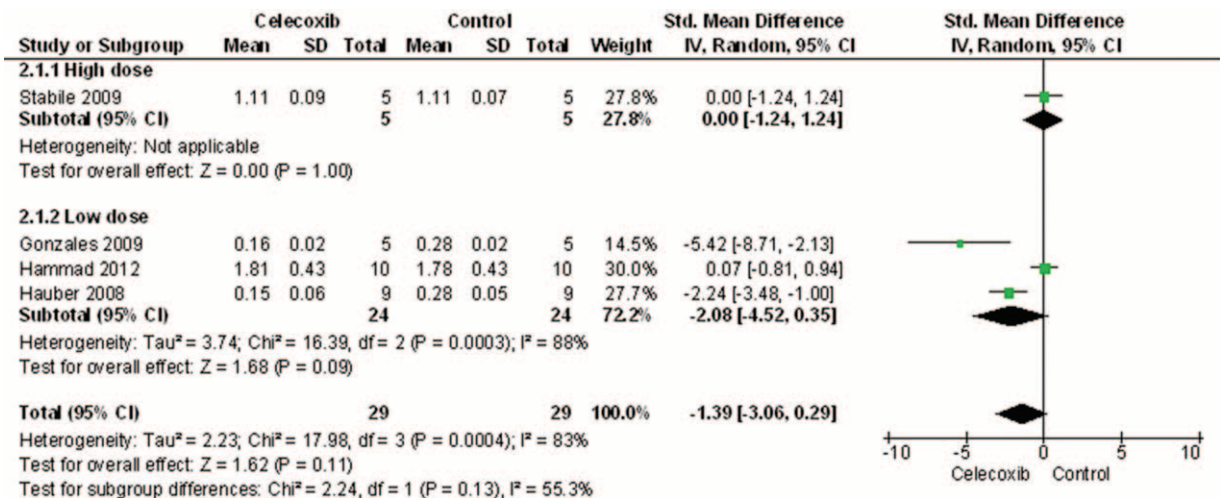 Celecoxib Control Std. Mean Difference Std. Mean Difference
Study or Subgroup Mean SD Total Mean SD Total Weight IV, Random, 95% CI IV, Random, 95% CI
2.1.1 High dose
Stabile 2009 1.11 0.09 5 1.11 0.07 5 27.8% 0.00 [-1.24, 1.24]
Subtotal (95% CI) 5 5 27.8% 0.00 [-1.24, 1.24]
Heterogeneity: Not applicable
Test for overall effect: Z = 0.00 (P = 1.00)
2.1.2 Low dose
Gonzales 2009 0.16 0.02 5 0.28 0.02 5 14.5% -5.42 [-8.71, -2.13]
Hammad 2012 1.81 0.43 10 1.78 0.43 10 30.0% 0.07 [-0.81, 0.94]
Hauber 2008 0.15 0.06 9 0.28 0.05 9 27.7% -2.24 [-3.48, -1.00]
Subtotal (95% CI) 24 24 72.2% -2.08 [-4.52, 0.35]
Heterogeneity: Tau² = 3.74; Chi² = 16.39, df = 2 (P = 0.0003); I² = 88%
Test for overall effect: Z = 1.68 (P = 0.09)
Total (95% CI) 29 29 100.0% -1.39 [-3.06, 0.29]
Heterogeneity: Tau² = 2.23; Chi² = 17.98, df = 3 (P = 0.0004); I² = 83%
Test for overall effect: Z = 1.62 (P = 0.11)
Test for subgroup differences: Chi² = 2.24, df = 1 (P = 0.13), I² = 55.3%
-10 -5 0 5 10
Celecoxib Control